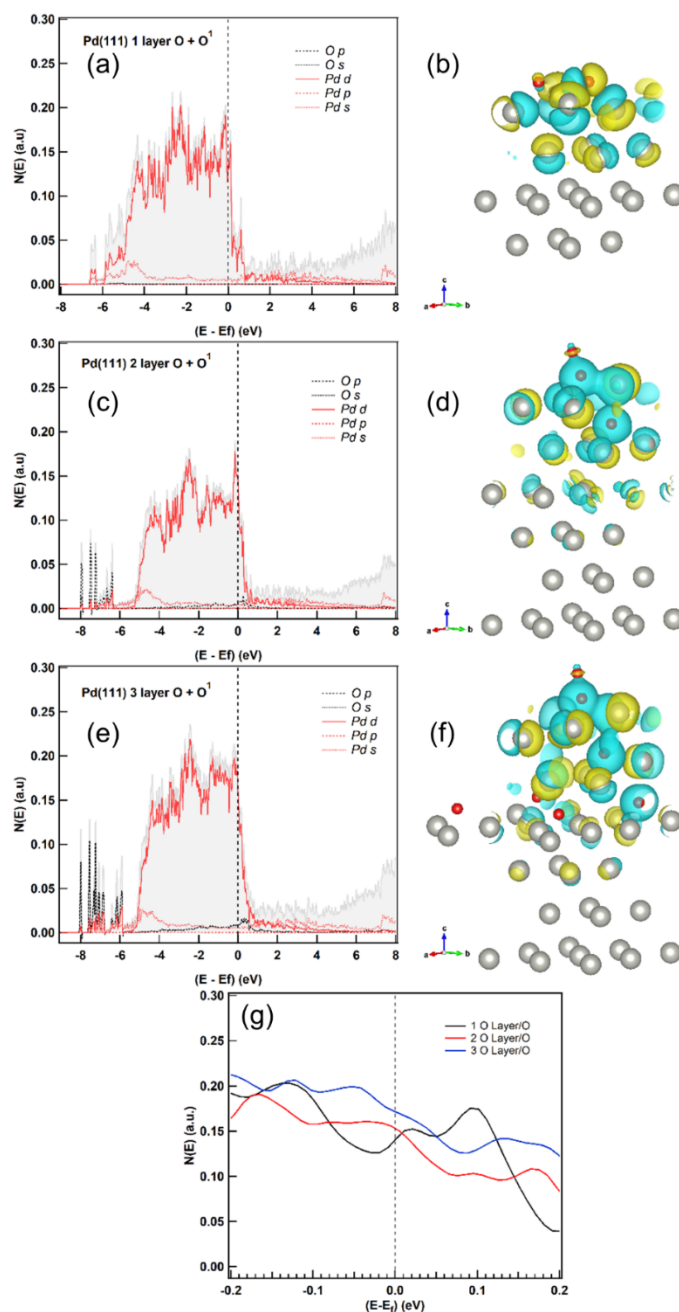 0.30
0.25
0.20
0.15
0.10
0.05
0.00
N(E) (a.u)
Pd(111) 1 layer O + O¹
(a)
O p
O s
Pd d
Pd p
Pd s
-8 -6 -4 -2 0 2 4 6 8
(E - Ef) (eV)
(b)
c
a b
0.30
0.25
0.20
0.15
0.10
0.05
0.00
N(E) (a.u)
Pd(111) 2 layer O + O¹
(c)
O p
O s
Pd d
Pd p
Pd s
-8 -6 -4 -2 0 2 4 6 8
(E - Ef) (eV)
(d)
c
a b
0.30
0.25
0.20
0.15
0.10
0.05
0.00
N(E) (a.u)
Pd(111) 3 layer O + O¹
(e)
O p
O s
Pd d
Pd p
Pd s
-8 -6 -4 -2 0 2 4 6 8
(E - Ef) (eV)
(f)
c
a b
0.30
0.25
0.20
0.15
0.10
0.05
0.00
N(E) (a.u.)
(g)
1 O Layer/O
2 O Layer/O
3 O Layer/O
-0.2 -0.1 0.0 0.1 0.2
(E-Ef) (eV)